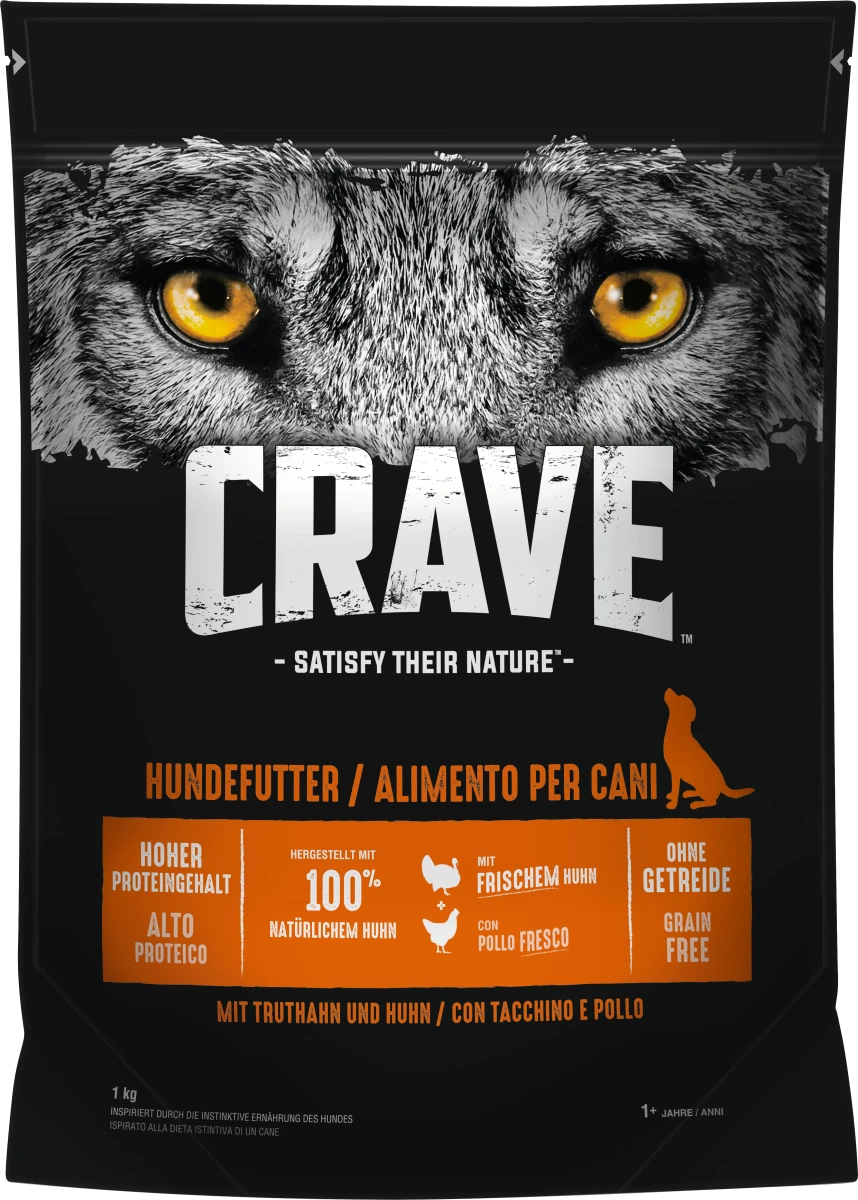 CRAVE™
- SATISFY THEIR NATURE™ -
HUNDEFUTTER / ALIMENTO PER CANI
HOHER
PROTEINGEHALT
ALTO
PROTEICO
HERGESTELLT MIT
100%
NATÜRLICHEM HUHN
MIT
FRISCHEM HUHN
+
CON
POLLO FRESCO
OHNE
GETREIDE
GRAIN
FREE
MIT TRUTHAHN UND HUHN / CON TACCHINO E POLLO
1 kg
INSPIRIERT DURCH DIE INSTINKTIVE ERNÄHRUNG DES HUNDES
ISPIRATO ALLA DIETA ISTINTIVA DI UN CANE
1+ JAHRE / ANNI